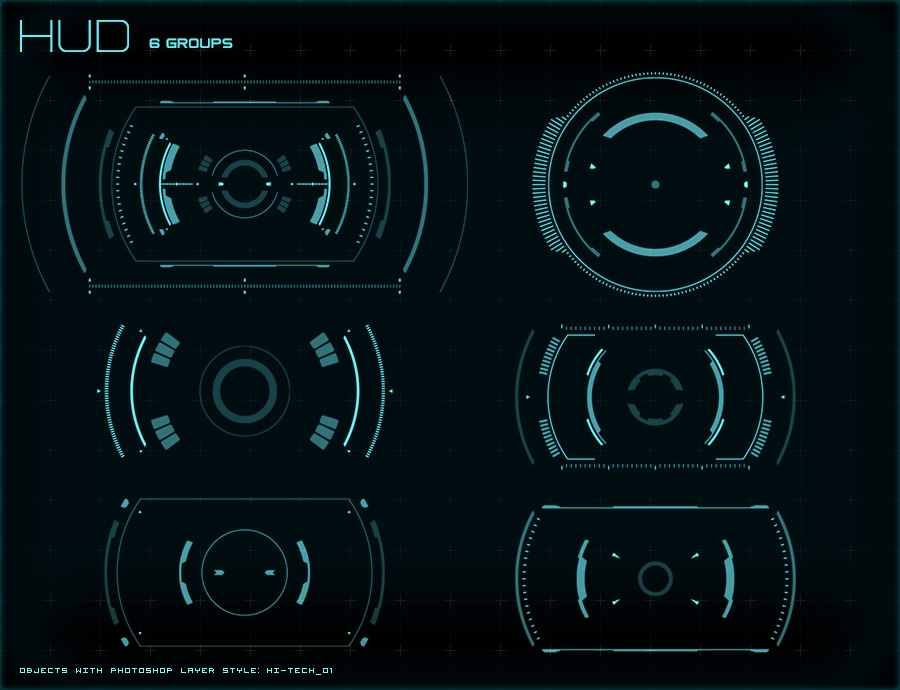 HUD 6 GROUPS
OBJECTS WITH PHOTOSHOP LAYER STYLE: HI-TECH_01